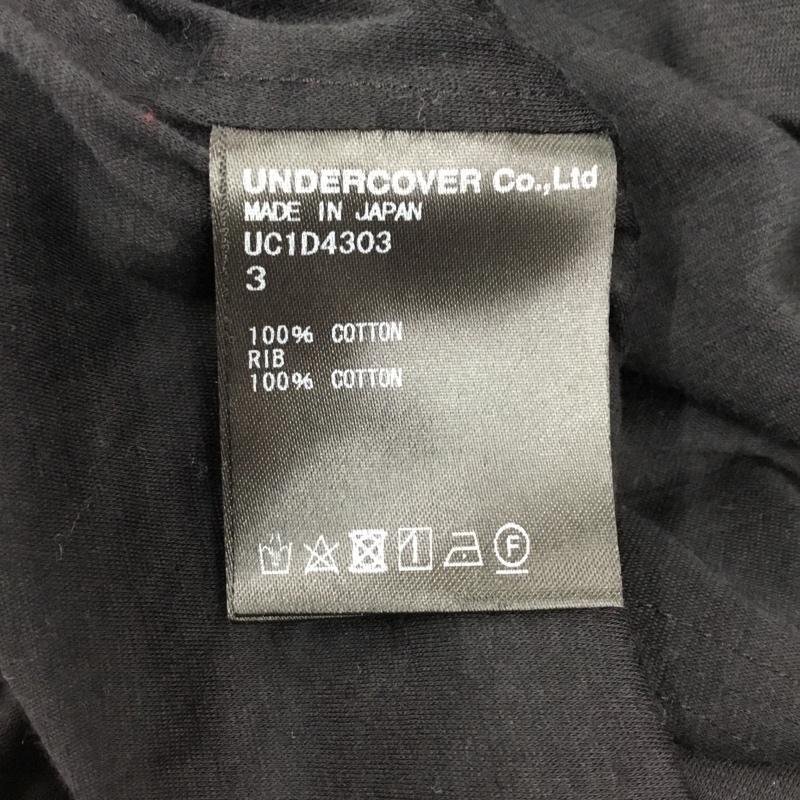 UNDERCOVER Co.,Ltd
MADE IN JAPAN
UC1D4303
3
100% COTTON
RIB
100% COTTON
F